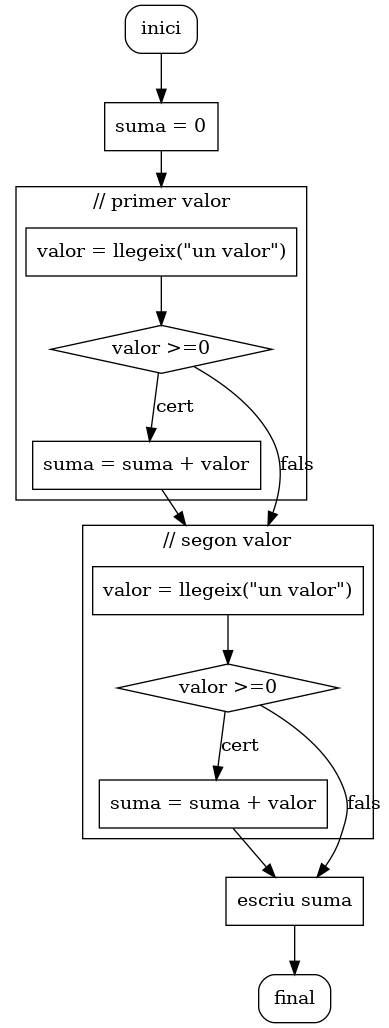 inici
suma = 0
// primer valor
valor = llegeix("un valor")
valor >=0
cert
fals
suma = suma + valor
// segon valor
valor = llegeix("un valor")
valor >=0
cert
fals
suma = suma + valor
escriu suma
final